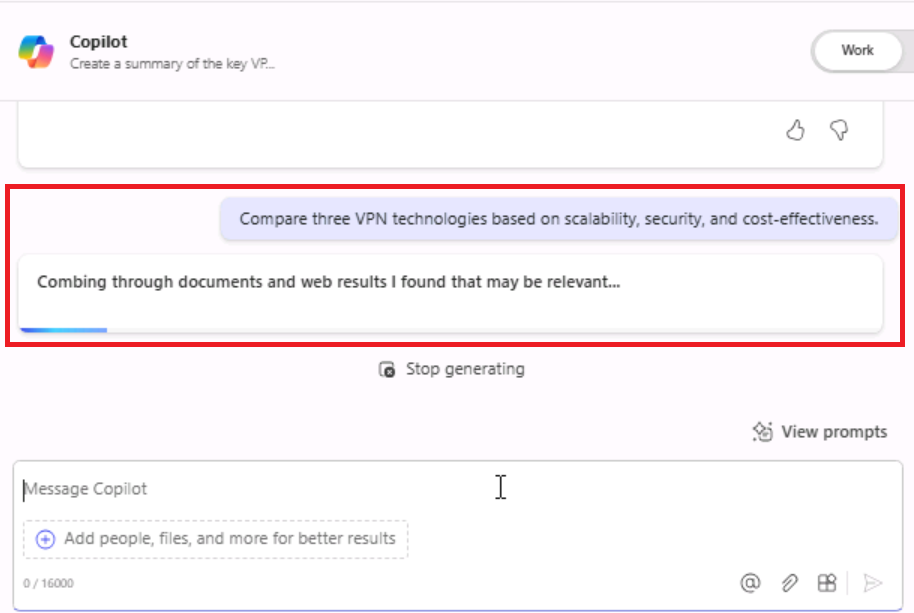 Copilot
Create a summary of the key VP...
Work
Compare three VPN technologies based on scalability, security, and cost-effectiveness.
Combing through documents and web results I found that may be relevant...
Stop generating
View prompts
Message Copilot
Add people, files, and more for better results
0 / 16000